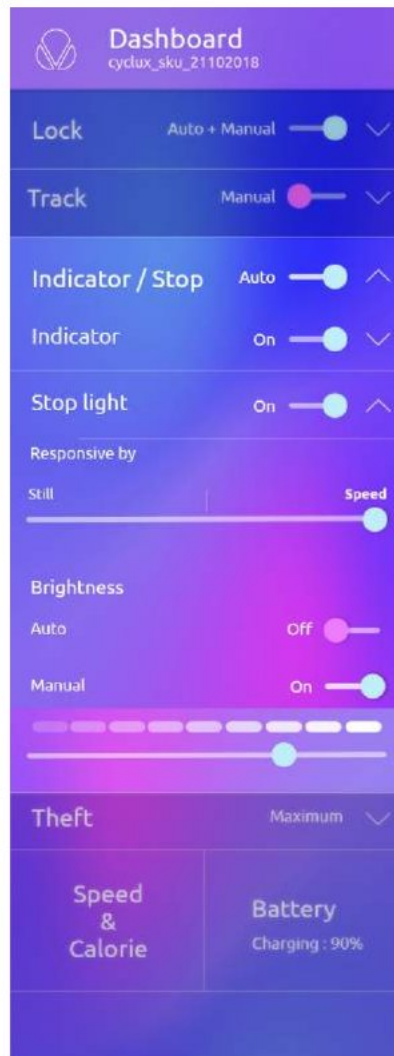 Dashboard
cyclux_sku_21102018
Lock Auto + Manual
Track Manual
Indicator / Stop Auto
Indicator On
Stop light On
Responsive by
Still Speed
Brightness
Auto Off
Manual On
Theft Maximum
Speed
&
Calorie
Battery
Charging : 90%